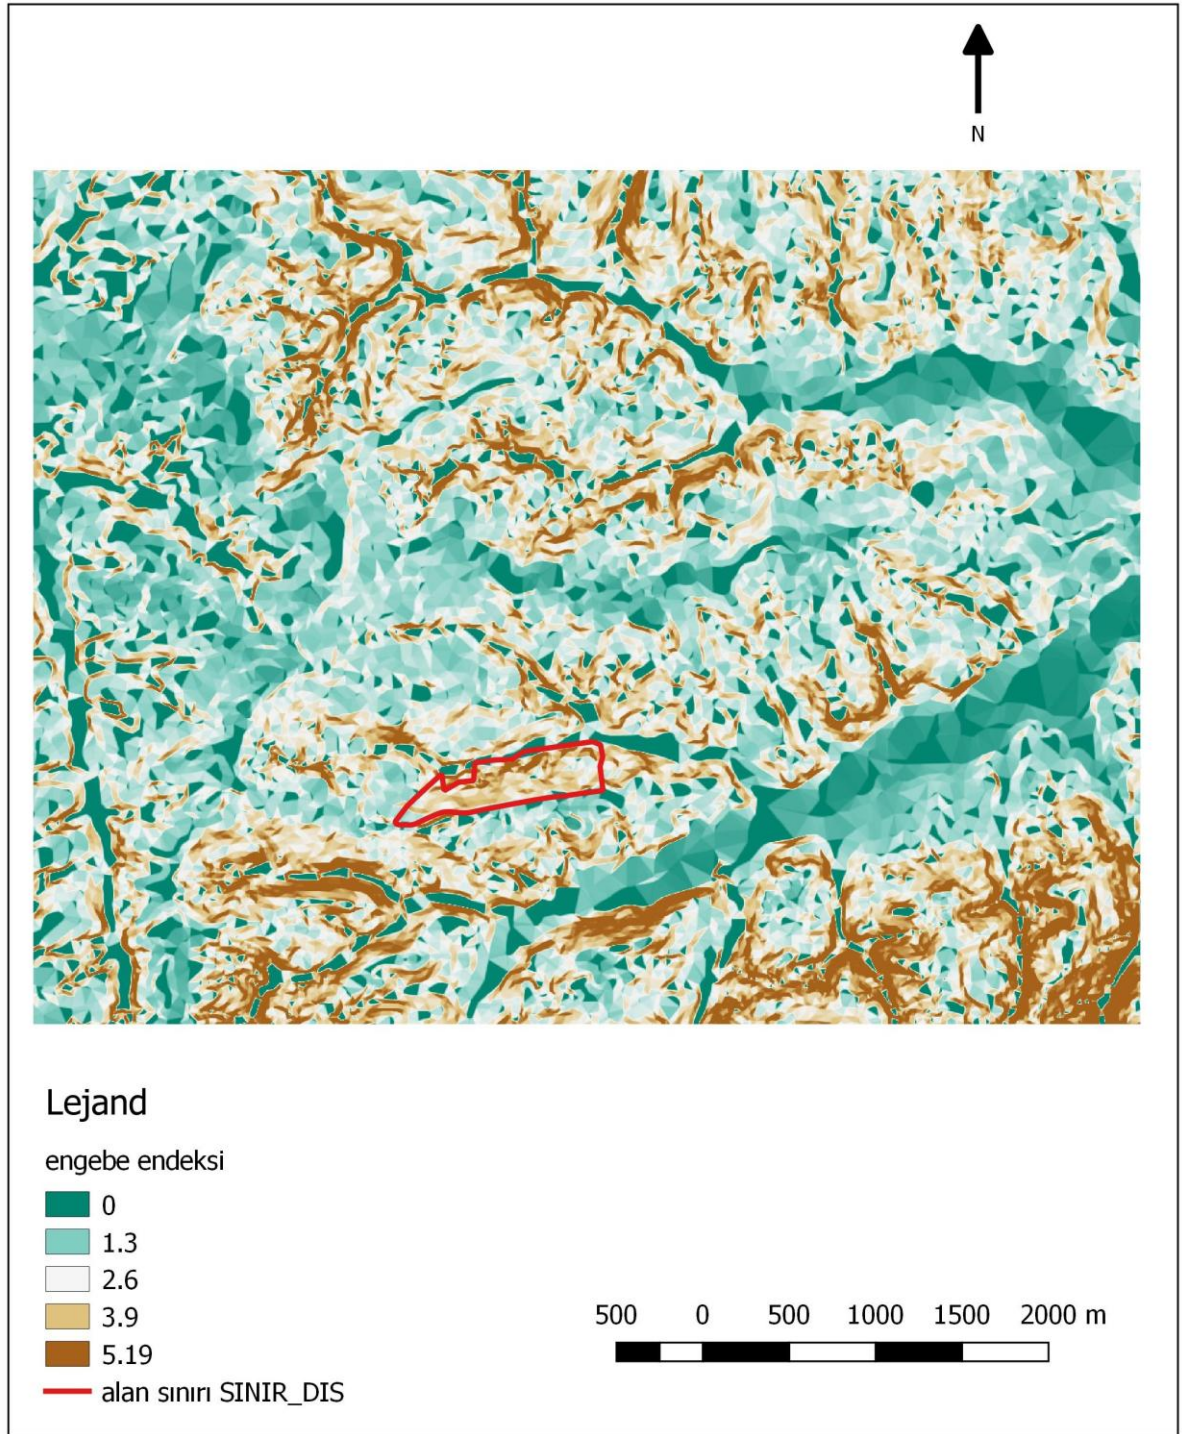 N
Lejand
engebe endeksi
0
1.3
2.6
3.9
5.19
alan sınırı SINIR_DIS
500 0 500 1000 1500 2000 m